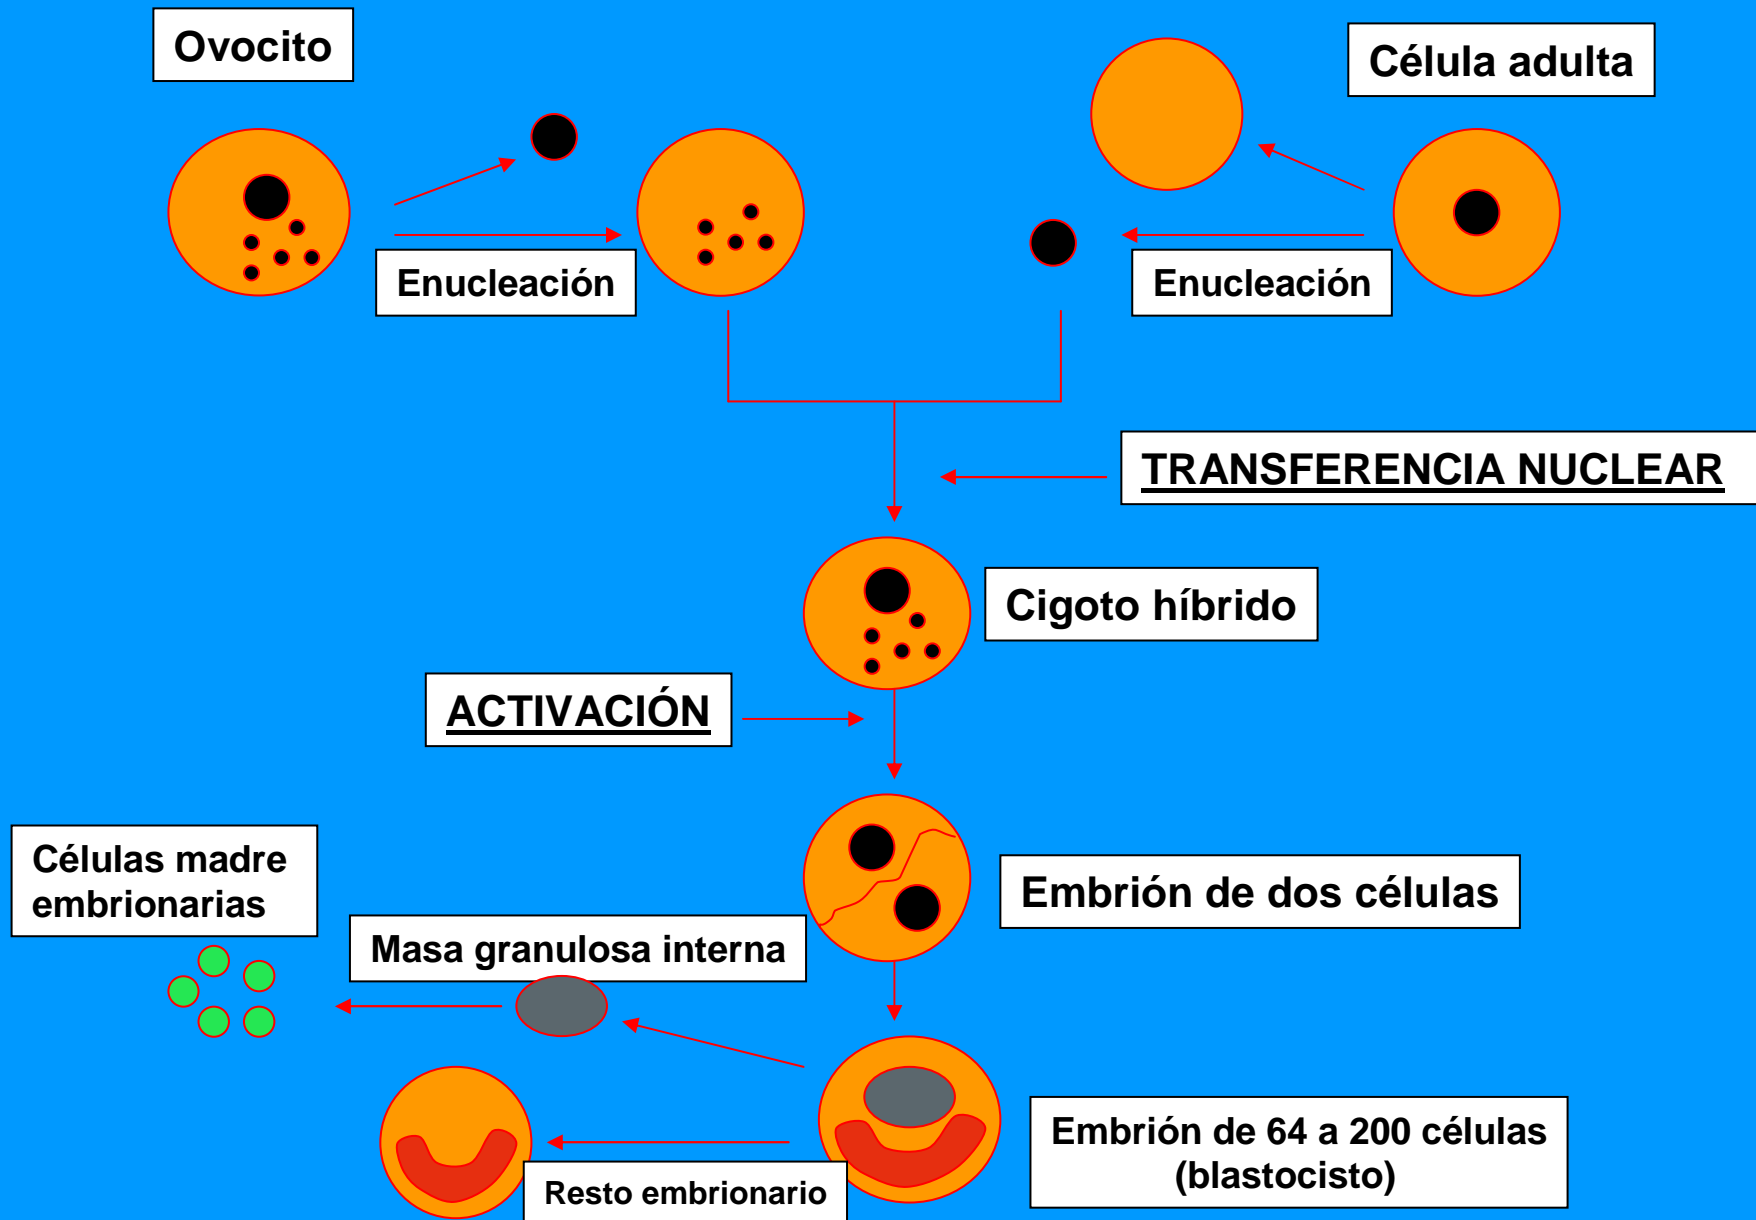 Ovocito
Célula adulta
Enucleación
Enucleación
TRANSFERENCIA NUCLEAR
Cigoto híbrido
ACTIVACIÓN
Células madre
embrionarias
Embrión de dos células
Masa granulosa interna
Embrión de 64 a 200 células
(blastocisto)
Resto embrionario